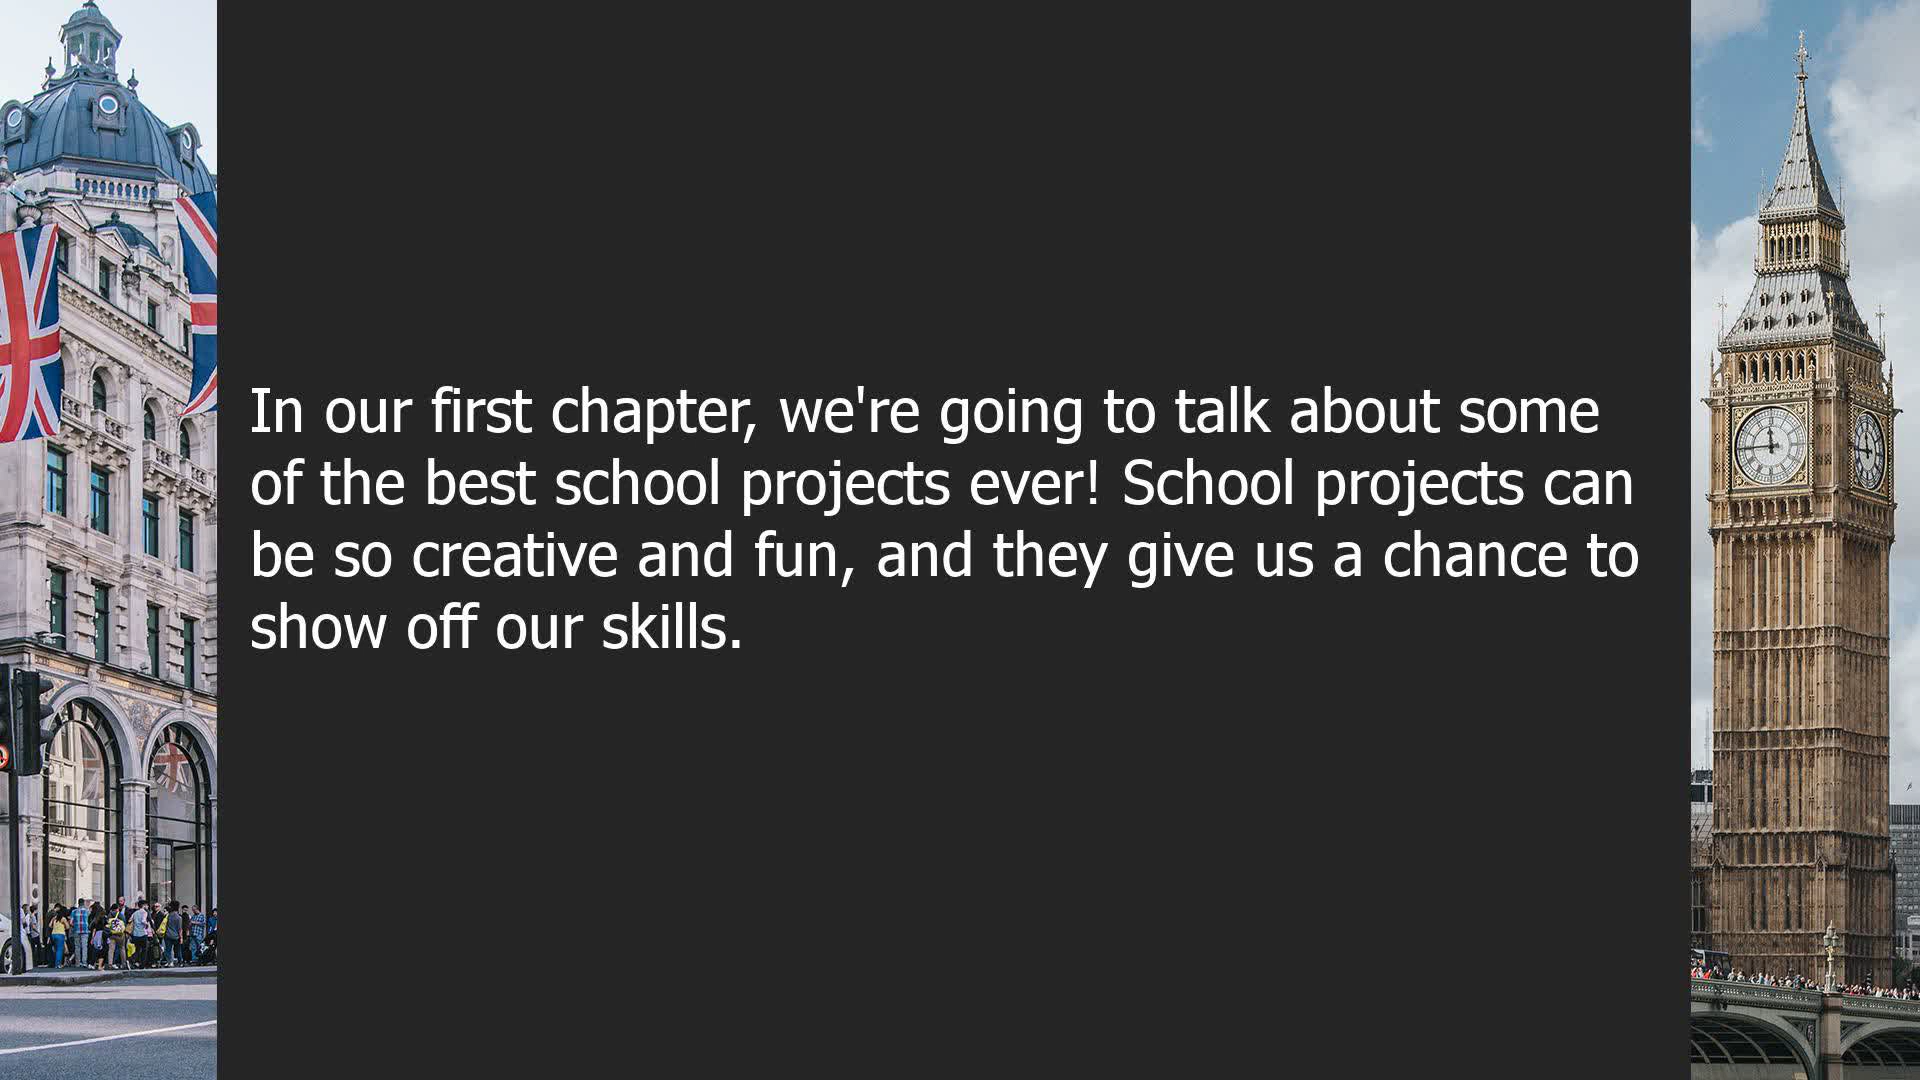 In our first chapter, we're going to talk about some
of the best school projects ever! School projects can
be so creative and fun, and they give us a chance to
show off our skills.